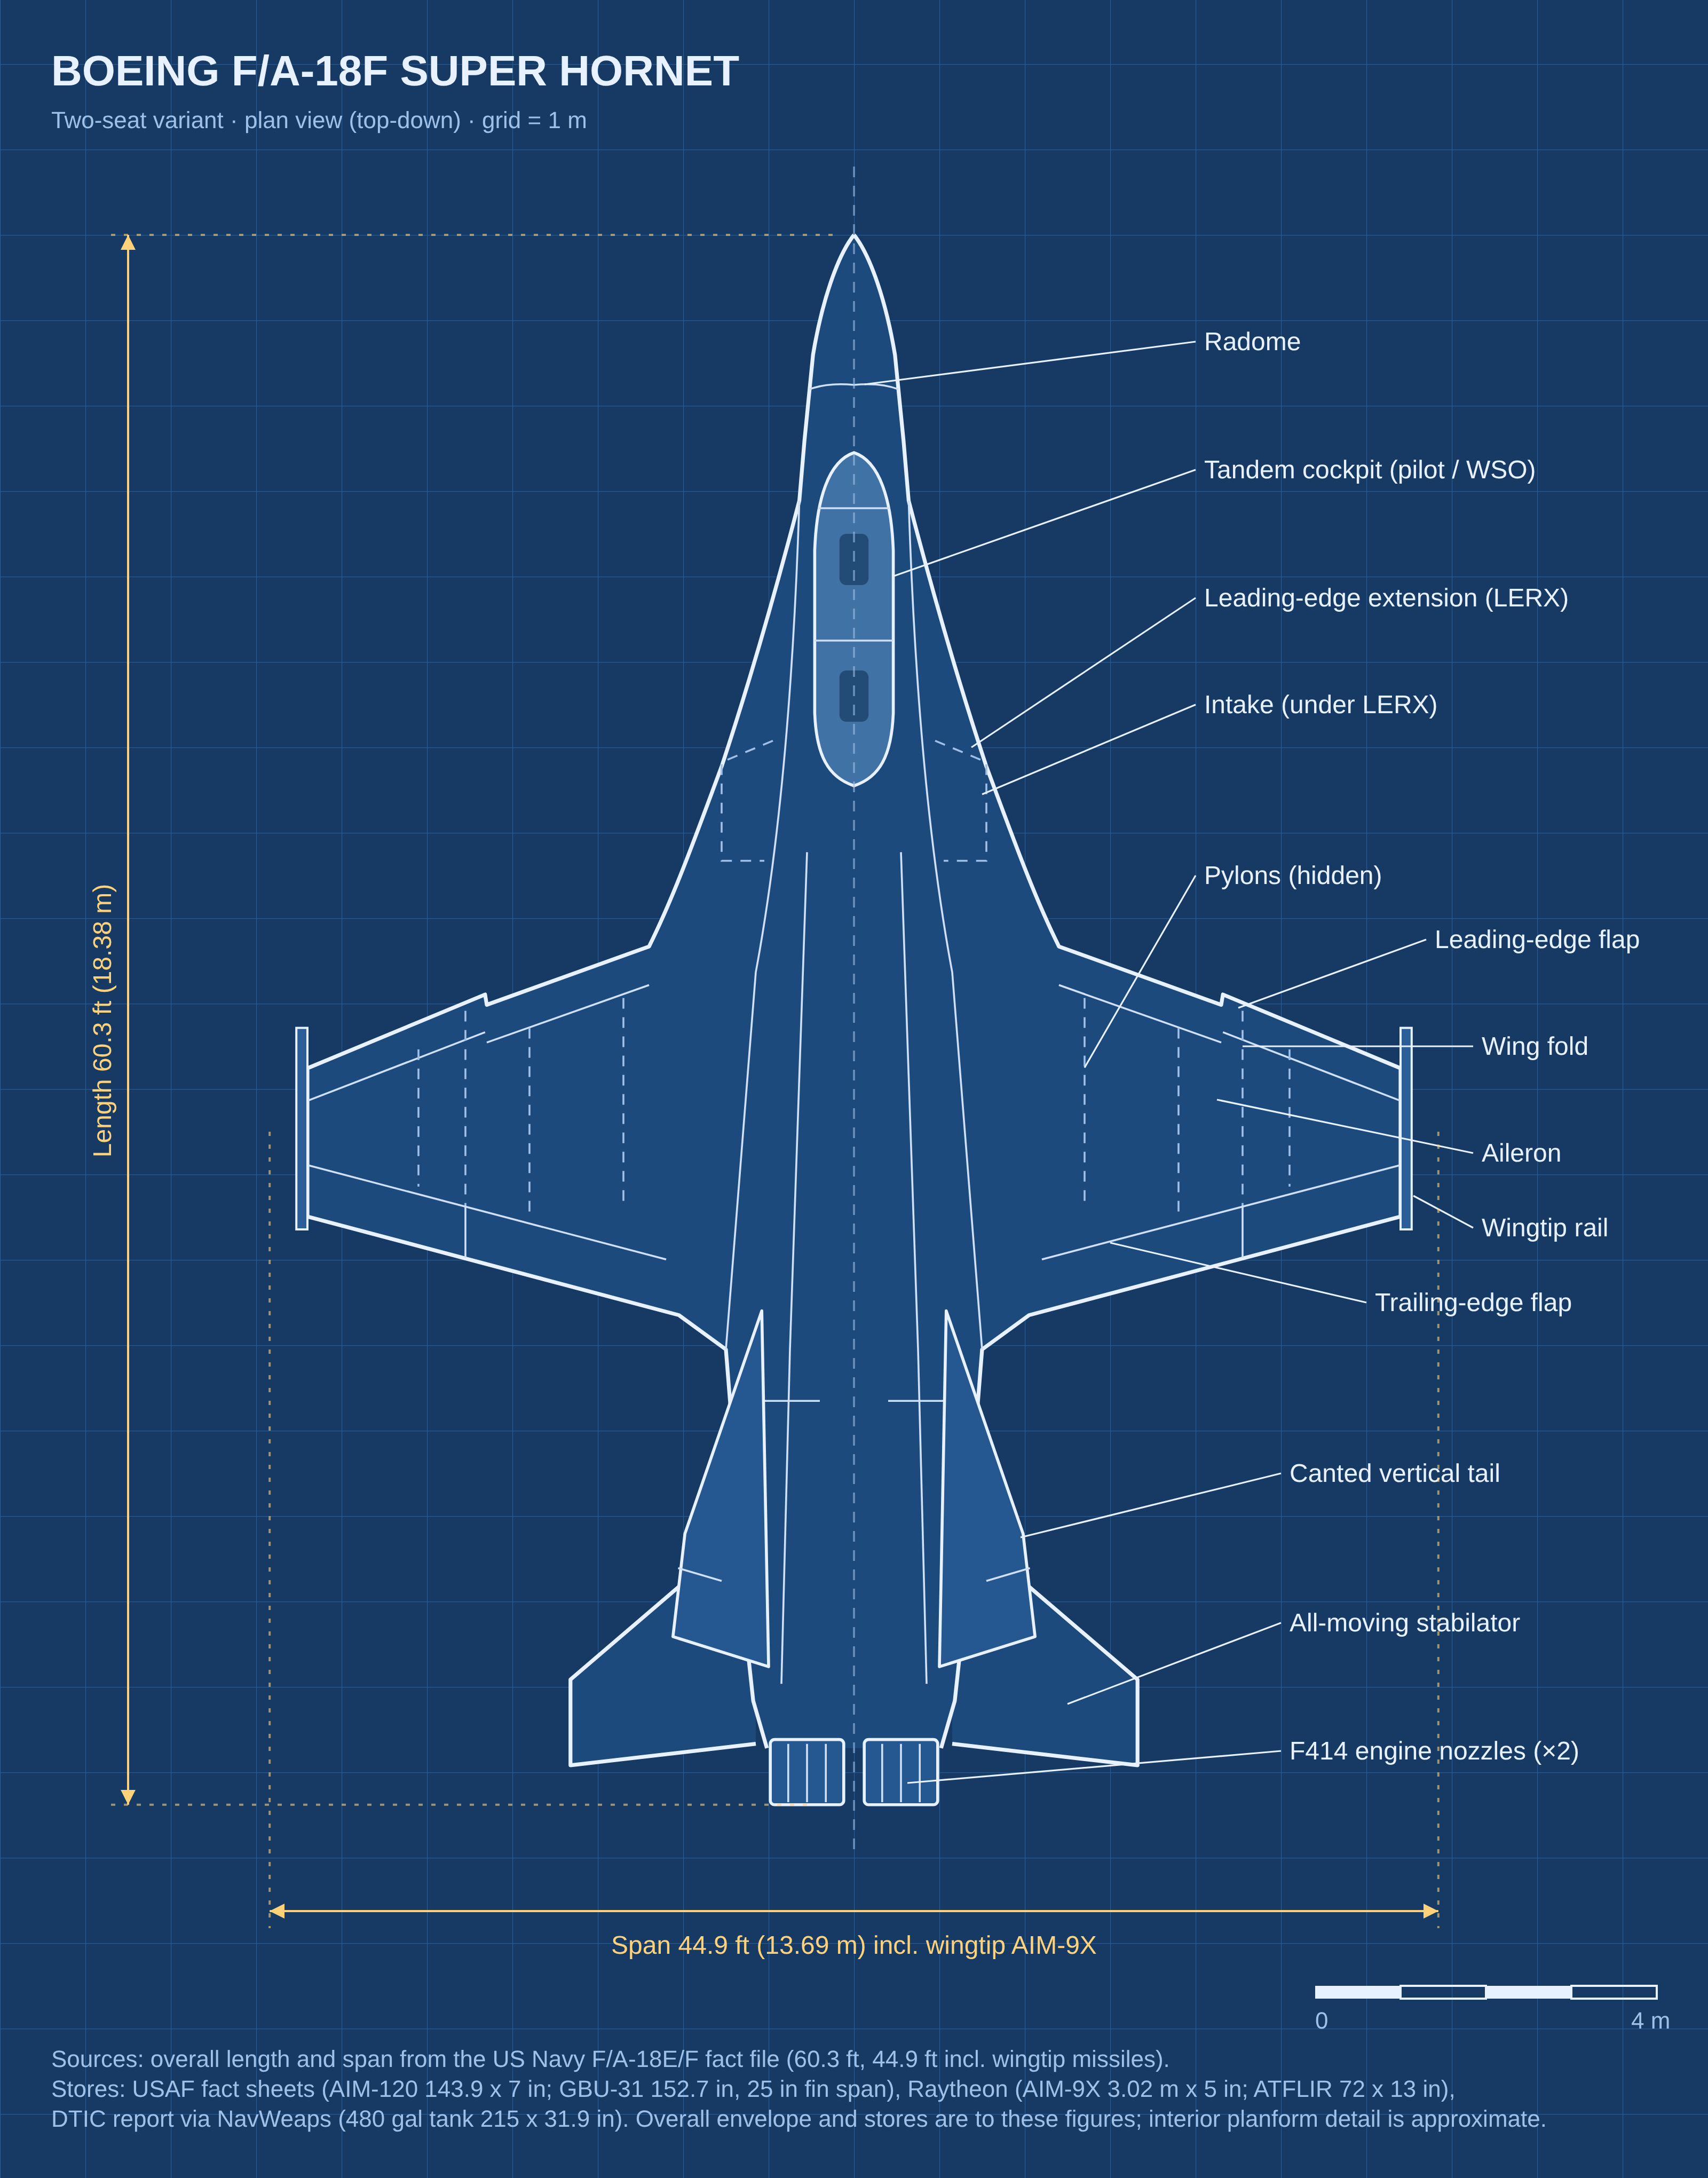 BOEING F/A-18F SUPER HORNET
Two-seat variant · plan view (top-down) · grid = 1 m
Radome
Tandem cockpit (pilot / WSO)
Leading-edge extension (LERX)
Intake (under LERX)
Pylons (hidden)
Leading-edge flap
Wing fold
Aileron
Wingtip rail
Trailing-edge flap
Canted vertical tail
All-moving stabilator
F414 engine nozzles (×2)
Length 60.3 ft (18.38 m)
Span 44.9 ft (13.69 m) incl. wingtip AIM-9X
0
4 m
Sources: overall length and span from the US Navy F/A-18E/F fact file (60.3 ft, 44.9 ft incl. wingtip missiles).
Stores: USAF fact sheets (AIM-120 143.9 x 7 in; GBU-31 152.7 in, 25 in fin span), Raytheon (AIM-9X 3.02 m x 5 in; ATFLIR 72 x 13 in),
DTIC report via NavWeaps (480 gal tank 215 x 31.9 in). Overall envelope and stores are to these figures; interior planform detail is approximate.